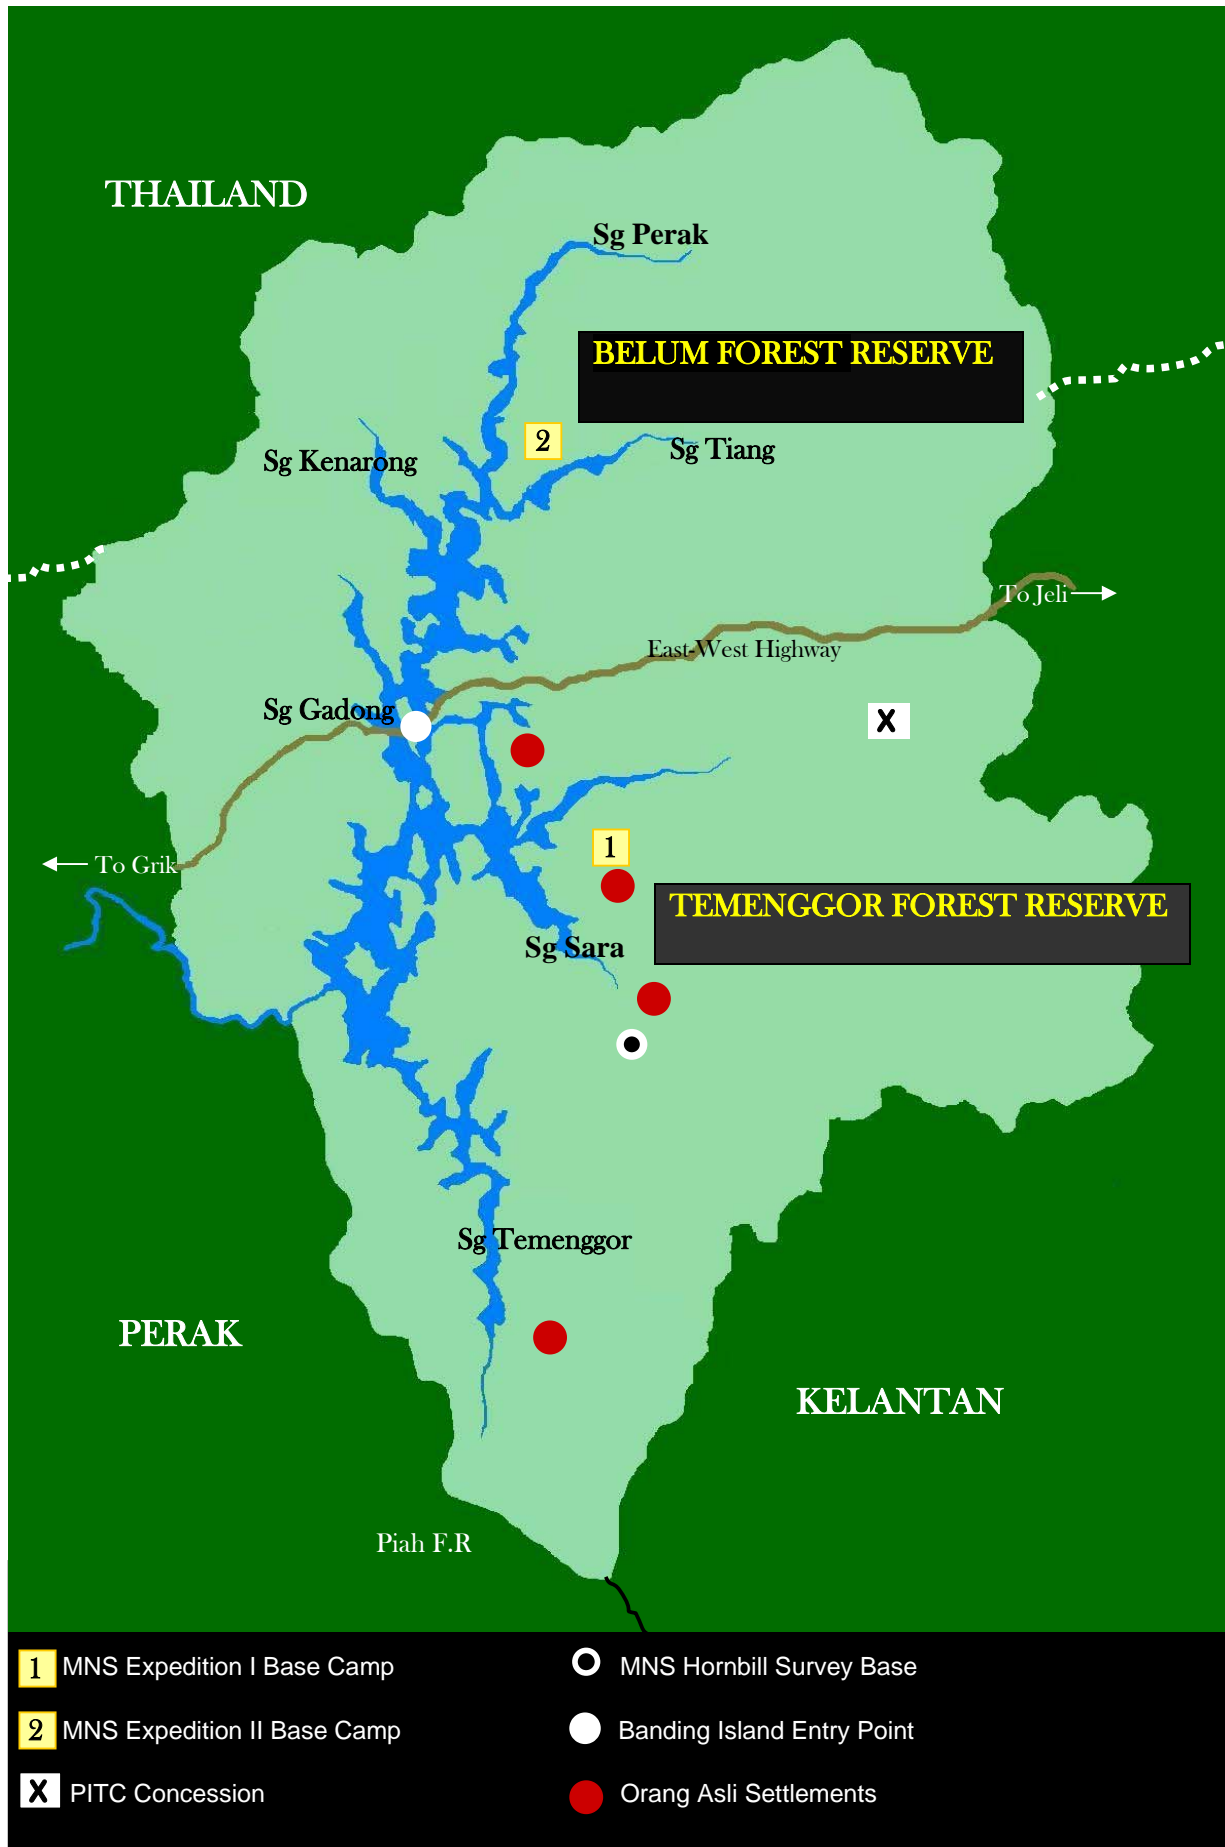 THAILAND
Sg Perak
BELUM FOREST RESERVE
2
Sg Kenarong
Sg Tiang
To Jeli
East-West Highway
Sg Gadong
X
1
To Grik
TEMENGGOR FOREST RESERVE
Sg Sara
Sg Temenggor
PERAK
KELANTAN
Piah F.R
1 MNS Expedition I Base Camp
MNS Hornbill Survey Base
2 MNS Expedition II Base Camp
Banding Island Entry Point
X PITC Concession
Orang Asli Settlements